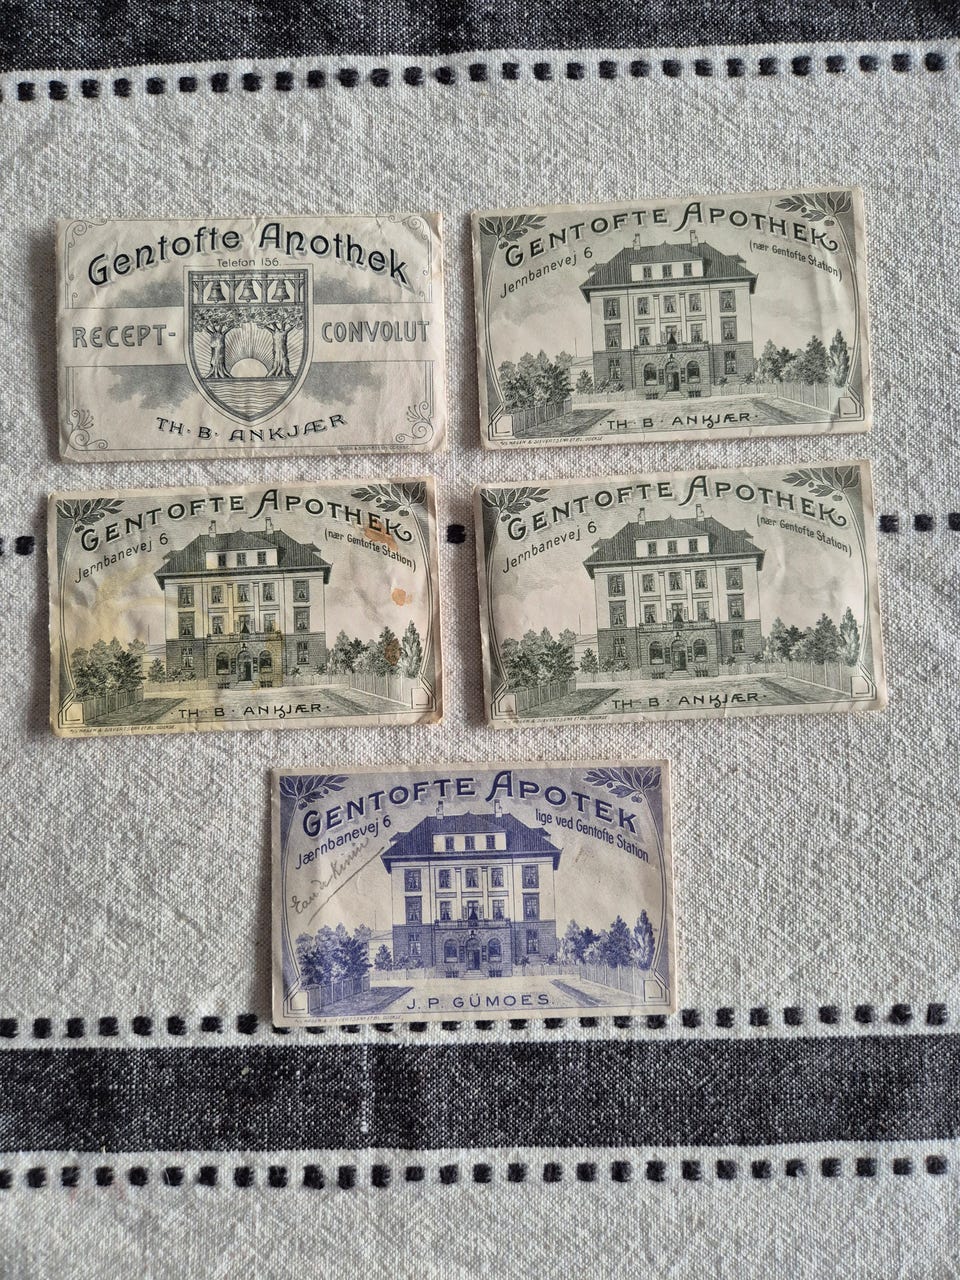 Gentofte Apothek
Telefon 156.
RECEPT- CONVOLUT
TH. B. ANKJÆR
GENTOFTE APOTHEK
Jernbanevej 6
(nær Gentofte Station)
· TH · B · ANKJÆR ·
GENTOFTE APOTHEK
Jernbanevej 6
(nær Gentofte Station)
· TH · B · ANKJÆR ·
GENTOFTE APOTHEK
Jernbanevej 6
(nær Gentofte Station)
· TH · B · ANKJÆR ·
GENTOFTE APOTEK
Jærnbanevej 6
lige ved Gentofte Station
J. P. GÜMOES.